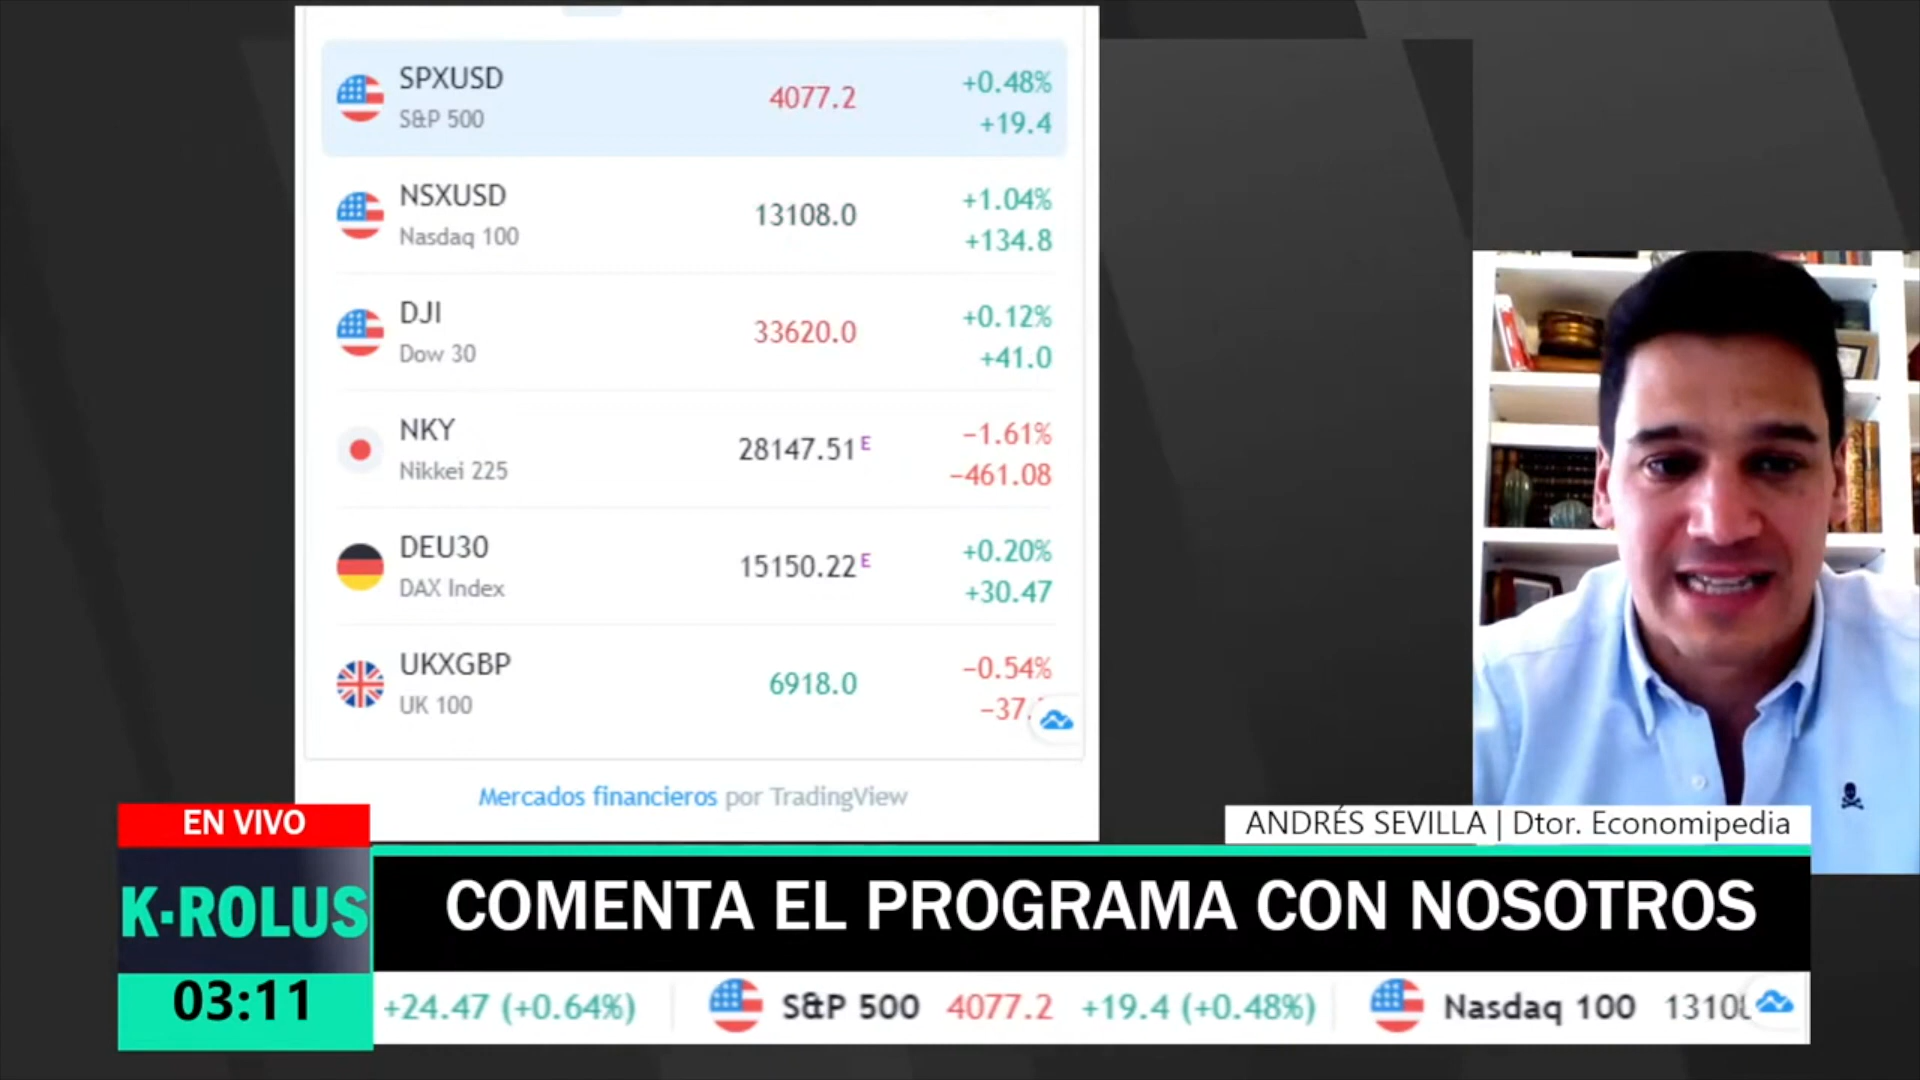 SPXUSD
S&P 500
4077.2
+0.48%
+19.4
NSXUSD
Nasdaq 100
13108.0
+1.04%
+134.8
DJI
Dow 30
33620.0
+0.12%
+41.0
NKY
Nikkei 225
28147.51 E
−1.61%
−461.08
DEU30
DAX Index
15150.22 E
+0.20%
+30.47
UKXGBP
UK 100
6918.0
−0.54%
−37.
Mercados financieros por TradingView
ANDRÉS SEVILLA | Dtor. Economipedia
EN VIVO
K-ROLUS
COMENTA EL PROGRAMA CON NOSOTROS
03:11
+24.47 (+0.64%) S&P 500 4077.2 +19.4 (+0.48%) Nasdaq 100 1310